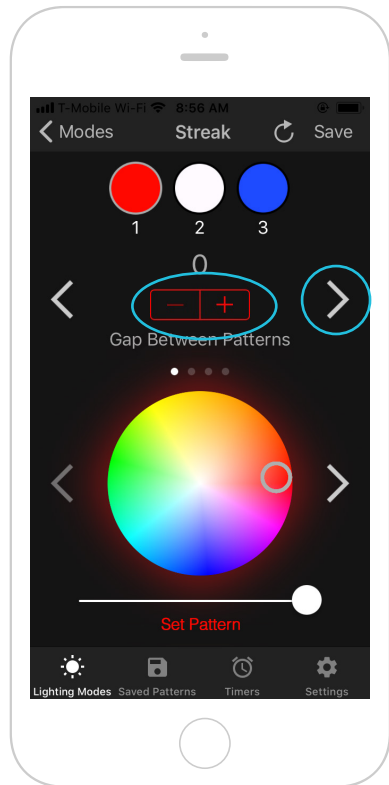 T-Mobile Wi-Fi 8:56 AM
Modes Streak Save
1 2 3
0
− +
Gap Between Patterns
Set Pattern
Lighting Modes Saved Patterns Timers Settings